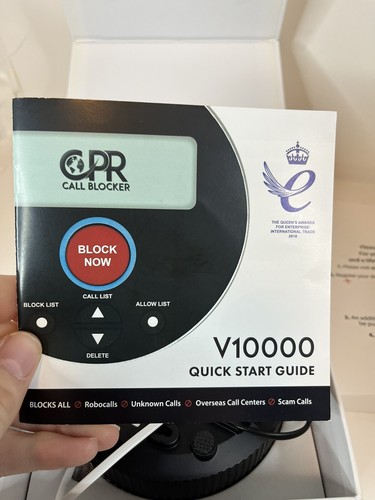 CPR
CALL BLOCKER
THE QUEEN'S AWARDS
FOR ENTERPRISE:
INTERNATIONAL TRADE
2018
BLOCK
NOW
CALL LIST
BLOCK LIST
ALLOW LIST
DELETE
V10000
QUICK START GUIDE
BLOCKS ALL Robocalls Unknown Calls Overseas Call Centers Scam Calls